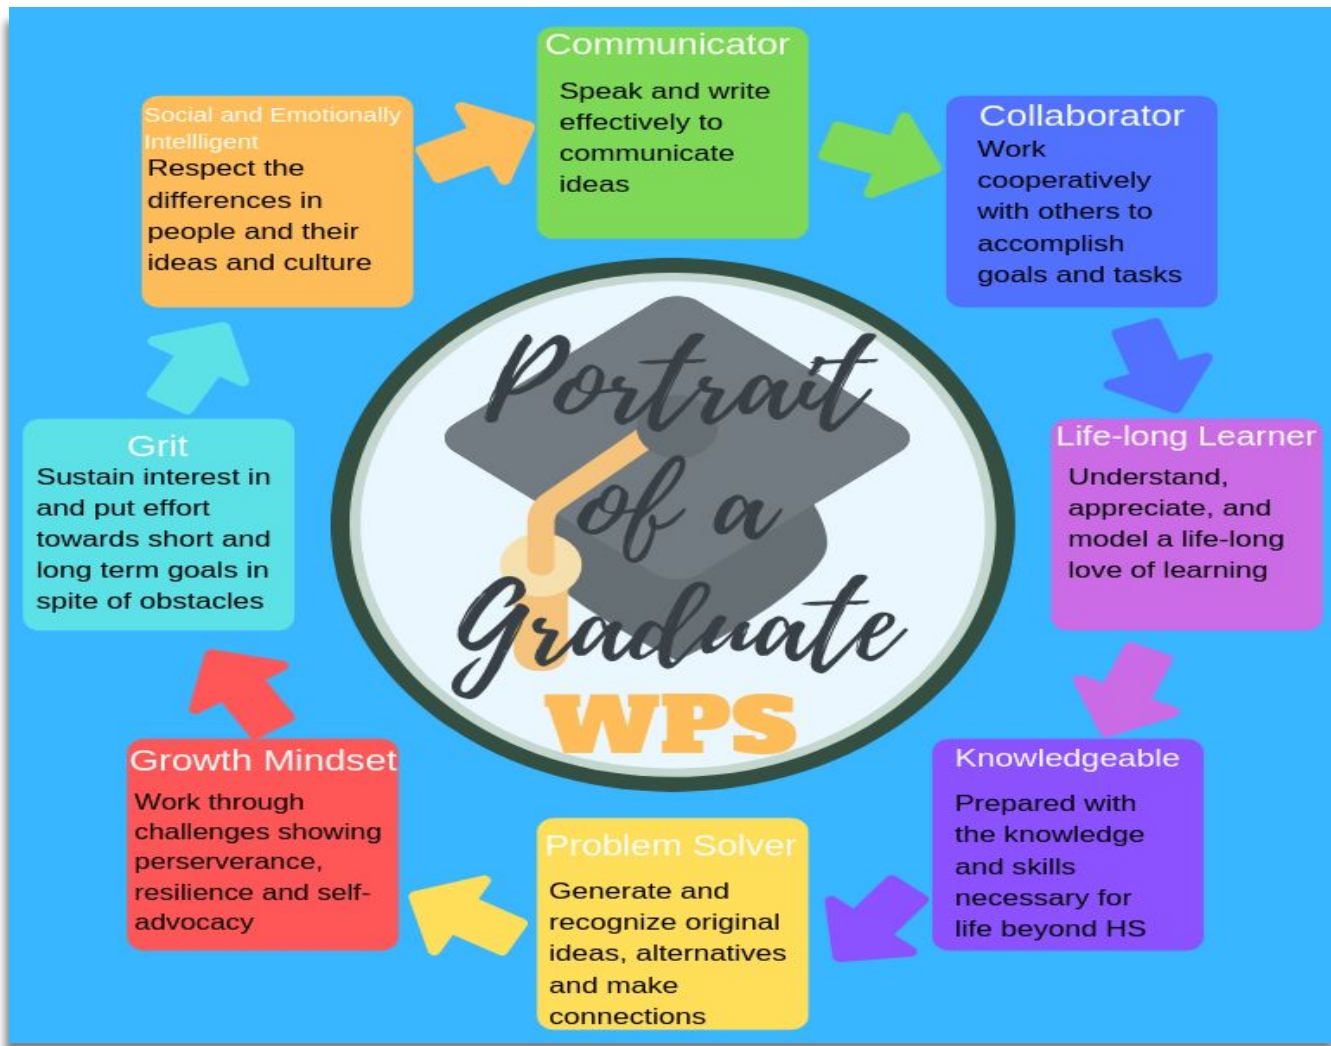 Communicator
Speak and write
effectively to
communicate
ideas
Collaborator
Work
cooperatively
with others to
accomplish
goals and tasks
Life-long Learner
Understand,
appreciate, and
model a life-long
love of learning
Knowledgeable
Prepared with
the knowledge
and skills
necessary for
life beyond HS
Problem Solver
Generate and
recognize original
ideas, alternatives
and make
connections
Growth Mindset
Work through
challenges showing
perserverance,
resilience and self-
advocacy
Grit
Sustain interest in
and put effort
towards short and
long term goals in
spite of obstacles
Social and Emotionally
Intellligent
Respect the
differences in
people and their
ideas and culture
Portrait
of a
Graduate
WPS